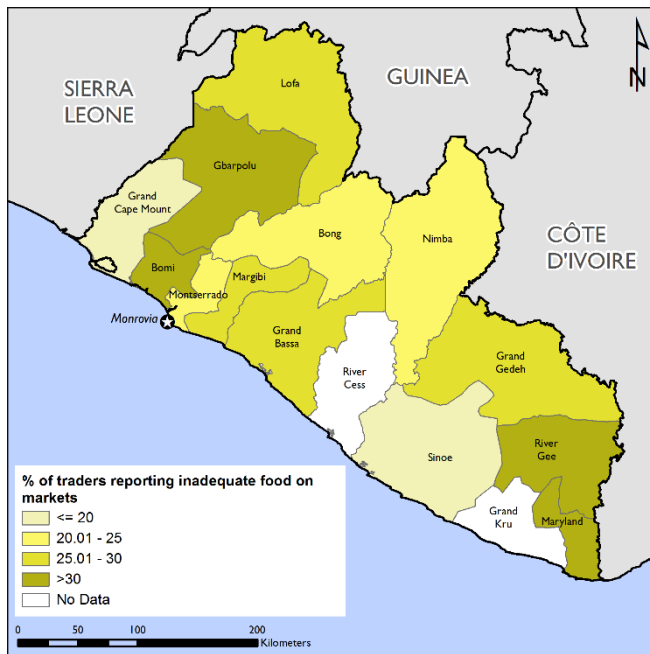 SIERRA
LEONE
GUINEA
N
Lofa
Gbarpolu
Grand
Cape Mount
Bong
Nimba
CÔTE
D'IVOIRE
Bomi
Margibi
Montserrado
Monrovia
Grand
Bassa
Grand
Gedeh
River
Cess
River
Gee
Sinoe
Grand
Kru
Maryland
% of traders reporting inadequate food on
markets
<= 20
20.01 - 25
25.01 - 30
>30
No Data
0 50 100 200
Kilometers